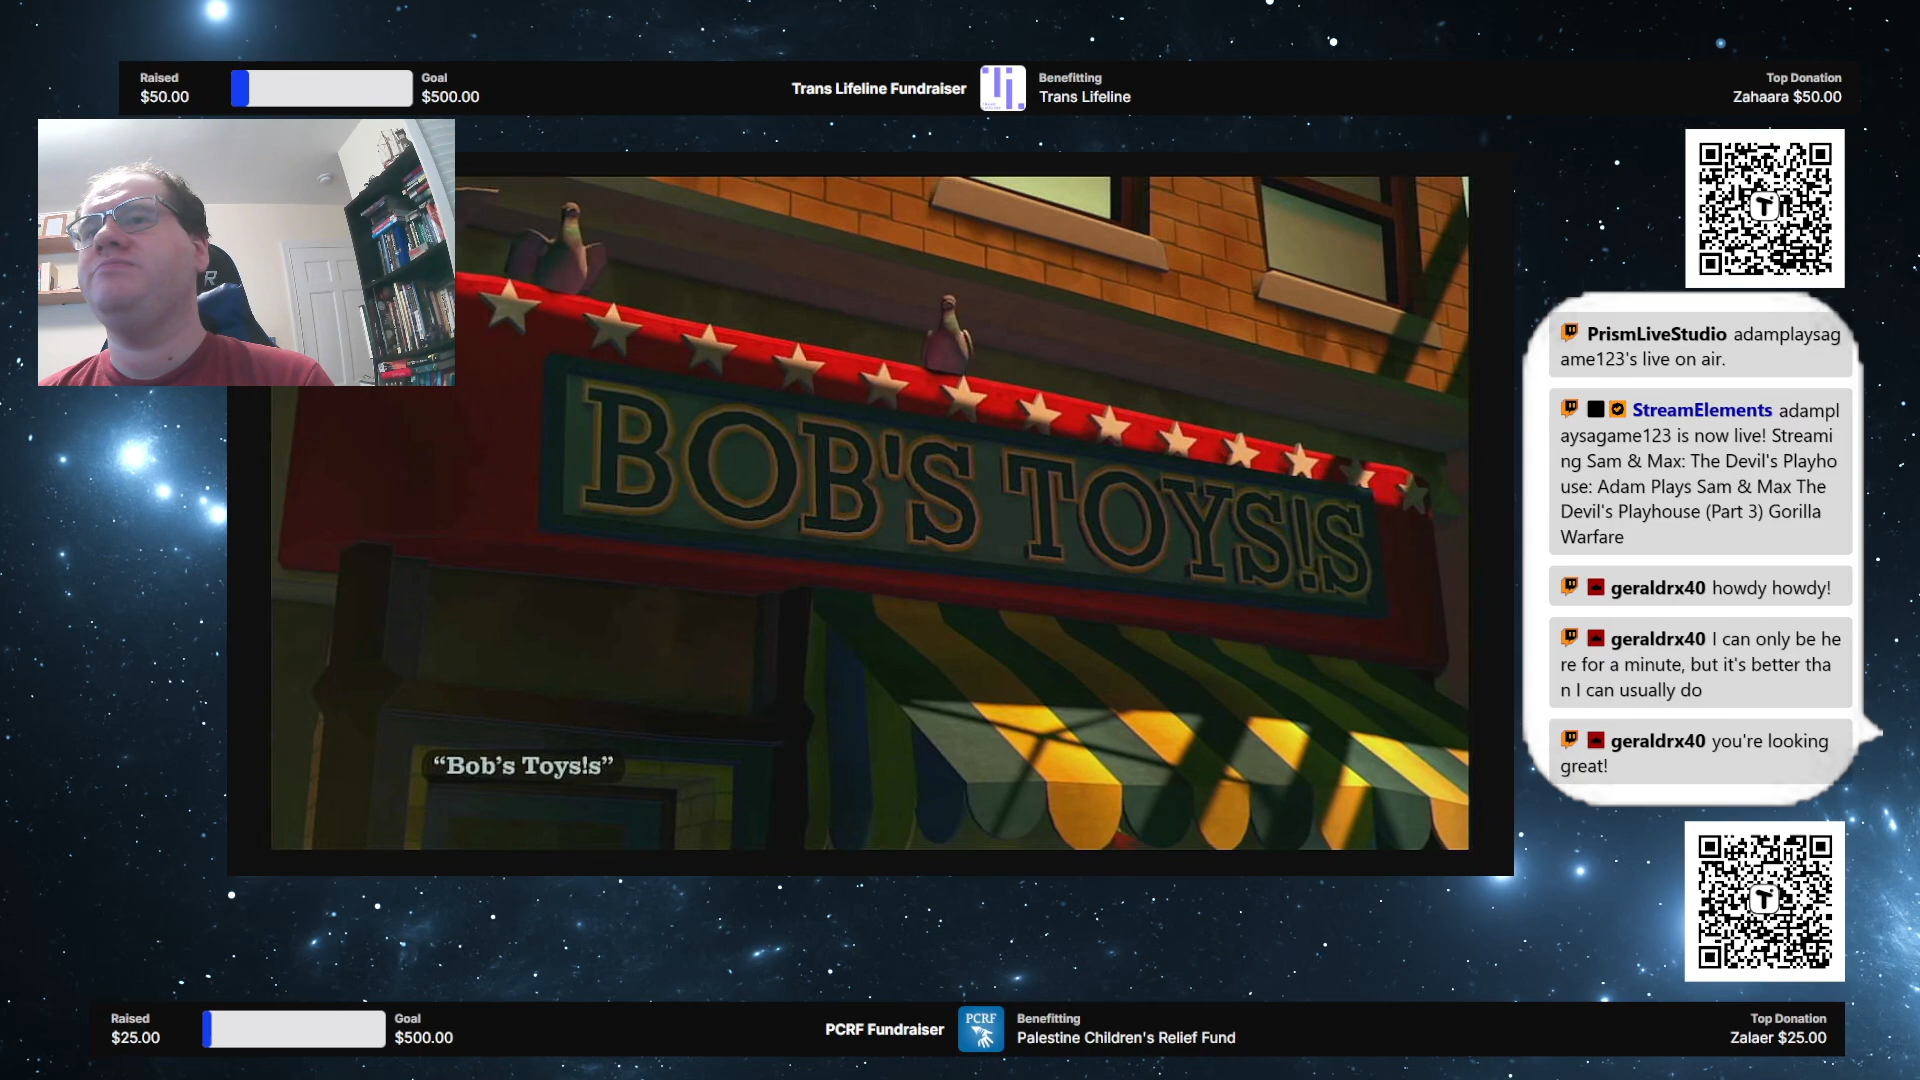 Raised
$50.00
Goal
$500.00
Trans Lifeline Fundraiser
Benefitting
Trans Lifeline
Top Donation
Zahaara $50.00
R
BOB'S TOYS!S
“Bob’s Toys!s”
PrismLiveStudio adamplaysag
ame123's live on air.
StreamElements adampl
aysagame123 is now live! Streami
ng Sam & Max: The Devil's Playho
use: Adam Plays Sam & Max The
Devil's Playhouse (Part 3) Gorilla
Warfare
geraldrx40 howdy howdy!
geraldrx40 I can only be he
re for a minute, but it's better tha
n I can usually do
geraldrx40 you're looking
great!
Raised
$25.00
Goal
$500.00
PCRF Fundraiser
PCRF
Benefitting
Palestine Children's Relief Fund
Top Donation
Zalaer $25.00